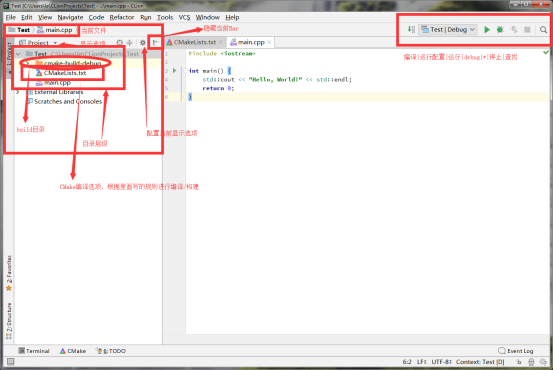 Test [C:\Users\le\CLionProjects\Test] - ...\main.cpp - CLion
File Edit View Navigate Code Refactor Run Tools VCS Window Help
隐藏当前Bar
Test main.cpp 当前文件
Test | Debug
1: Project
Project 显示选项
CMakeLists.txt main.cpp
Test C:\Users\le\CLionProjects\Test
cmake-build-debug
CMakeLists.txt
main.cpp
External Libraries
Scratches and Consoles
#include <iostream>
int main() {
std::cout << "Hello, World!" << std::endl;
return 0;
}
编译|运行配置|运行|debug|*|停止|查找
build目录
目录层级
配置当前显示选项
CMake编译选项，根据里面写的规则进行编译/构建
2: Favorites
Z: Structure
Terminal CMake 6: TODO Event Log
6:2 LF÷ UTF-8÷ Context: Test [D]